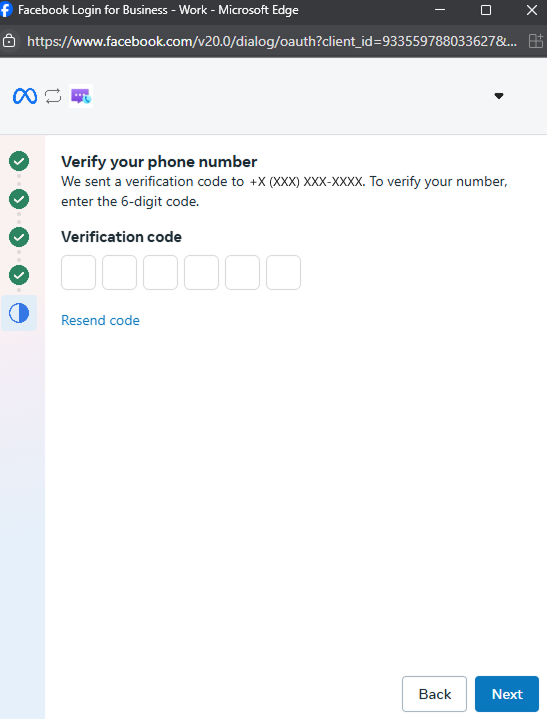 Facebook Login for Business - Work - Microsoft Edge
https://www.facebook.com/v20.0/dialog/oauth?client_id=933559788033627&...
Verify your phone number
We sent a verification code to +X (XXX) XXX-XXXX. To verify your number,
enter the 6-digit code.
Verification code
Resend code
Back
Next